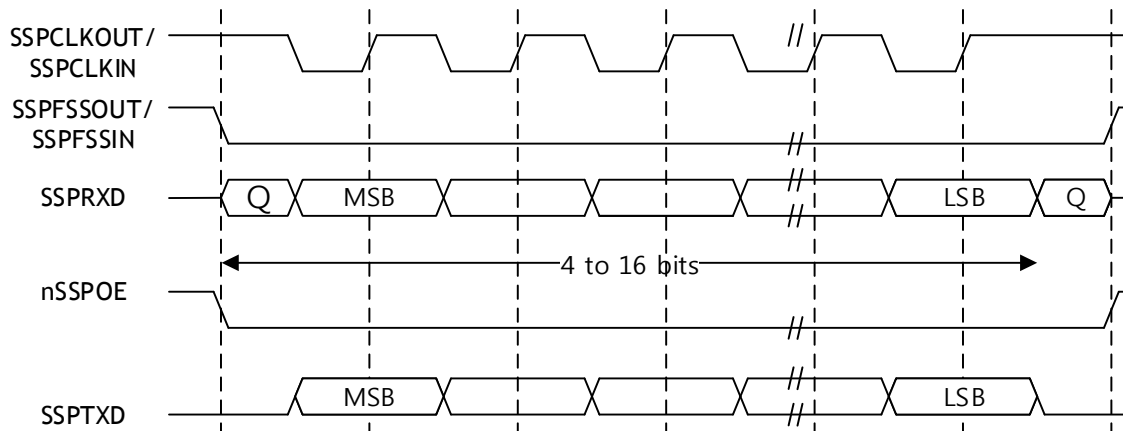 SSPCLKOUT/
SSPCLKIN
SSPFSSOUT/
SSPFSSIN
SSPRXD
Q
MSB
LSB
Q
4 to 16 bits
nSSPOE
SSPTXD
MSB
LSB